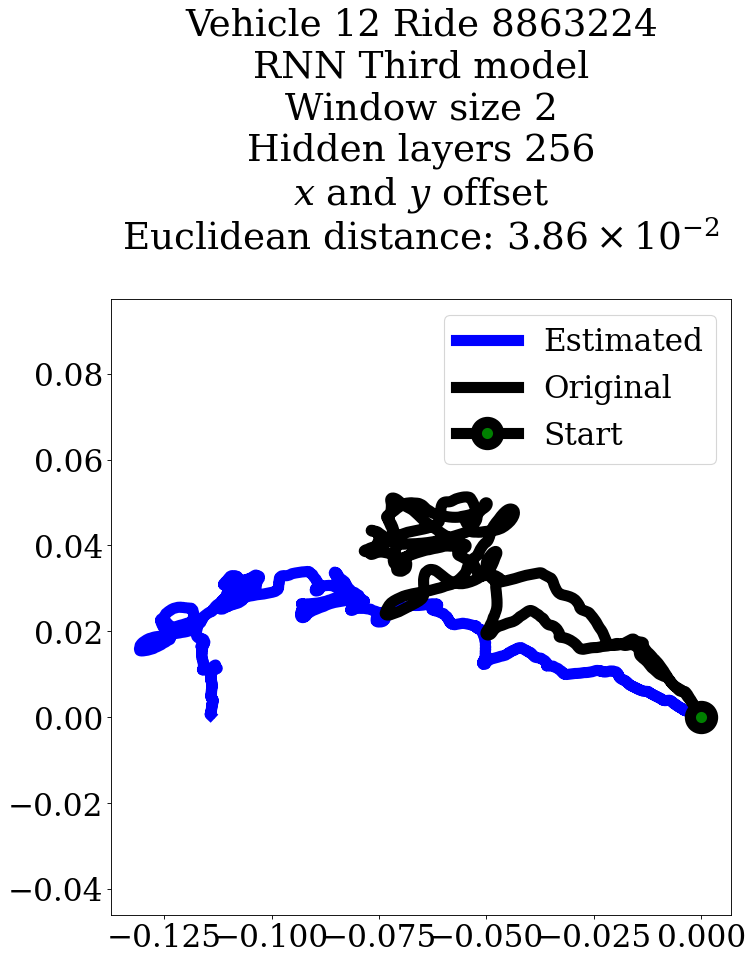 Vehicle 12 Ride 8863224
RNN Third model
Window size 2
Hidden layers 256
x and y offset
Euclidean distance: 3.86 × 10⁻²
Estimated
Original
Start
0.08
0.06
0.04
0.02
0.00
−0.02
−0.04
−0.125 −0.100 −0.075 −0.050 −0.025 0.000